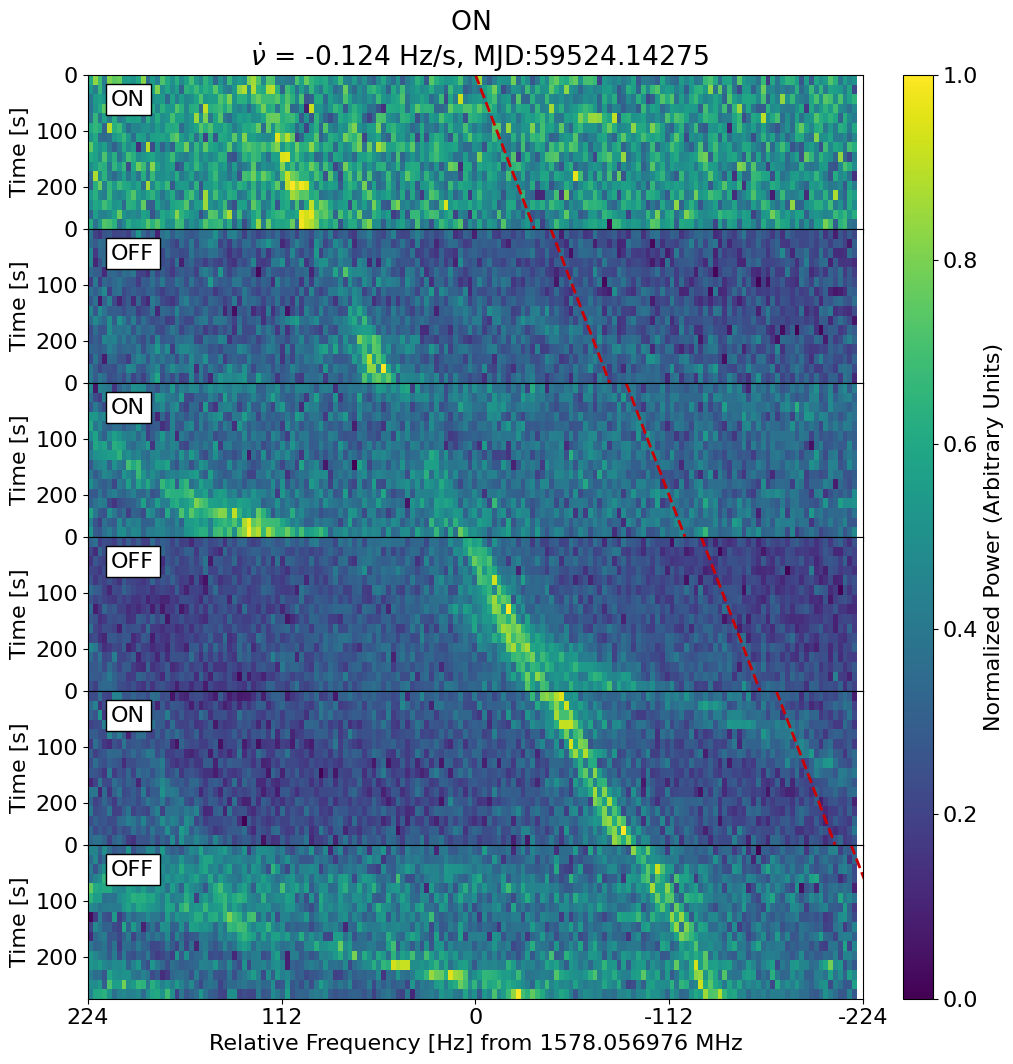 ON
ν̇ = -0.124 Hz/s, MJD:59524.14275
0
ON
100
Time [s]
200
0
OFF
100
Time [s]
200
0
ON
100
Time [s]
200
0
OFF
100
Time [s]
200
0
ON
100
Time [s]
200
0
OFF
100
Time [s]
200
224 112 0 -112 -224
Relative Frequency [Hz] from 1578.056976 MHz
1.0
0.8
0.6
0.4
0.2
0.0
Normalized Power (Arbitrary Units)